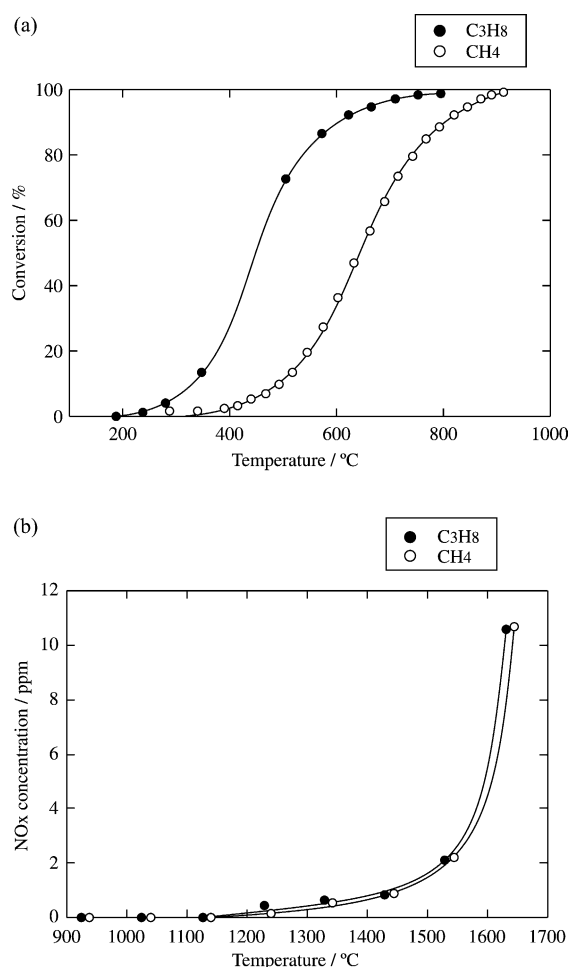 (a)
C3H8
CH4
100
80
60
40
20
0
Conversion / %
200 400 600 800 1000
Temperature / ºC
(b)
C3H8
CH4
12
10
8
6
4
2
0
NOx concentration / ppm
900 1000 1100 1200 1300 1400 1500 1600 1700
Temperature / ºC